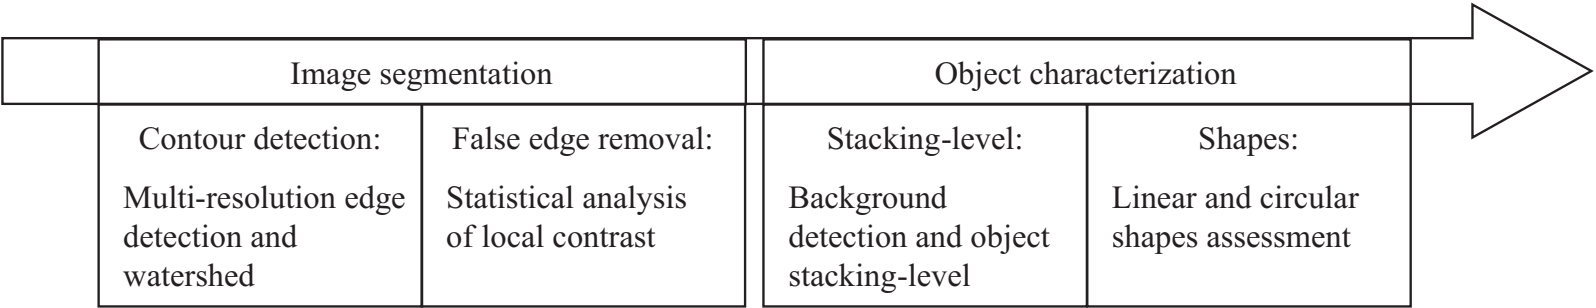 Image segmentation
Object characterization
Contour detection:
Multi-resolution edge
detection and
watershed
False edge removal:
Statistical analysis
of local contrast
Stacking-level:
Background
detection and object
stacking-level
Shapes:
Linear and circular
shapes assessment